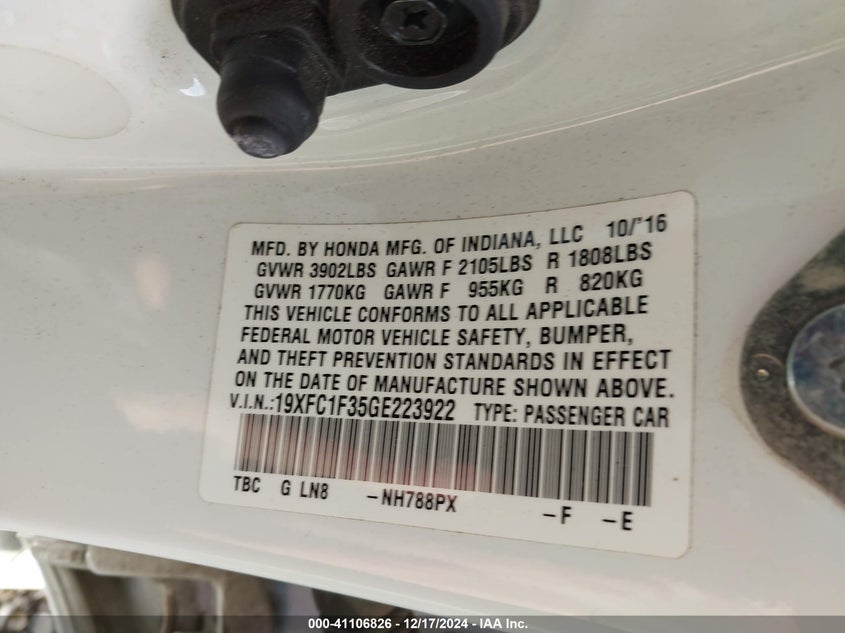 MFD. BY HONDA MFG. OF INDIANA, LLC 10/'16
GVWR 3902LBS GAWR F 2105LBS R 1808LBS
GVWR 1770KG GAWR F 955KG R 820KG
THIS VEHICLE CONFORMS TO ALL APPLICABLE
FEDERAL MOTOR VEHICLE SAFETY, BUMPER,
AND THEFT PREVENTION STANDARDS IN EFFECT
ON THE DATE OF MANUFACTURE SHOWN ABOVE.
V.I.N.:19XFC1F35GE223922 TYPE: PASSENGER CAR
TBC G LN8 -NH788PX -F -E
000-41106826 - 12/17/2024 - IAA Inc.